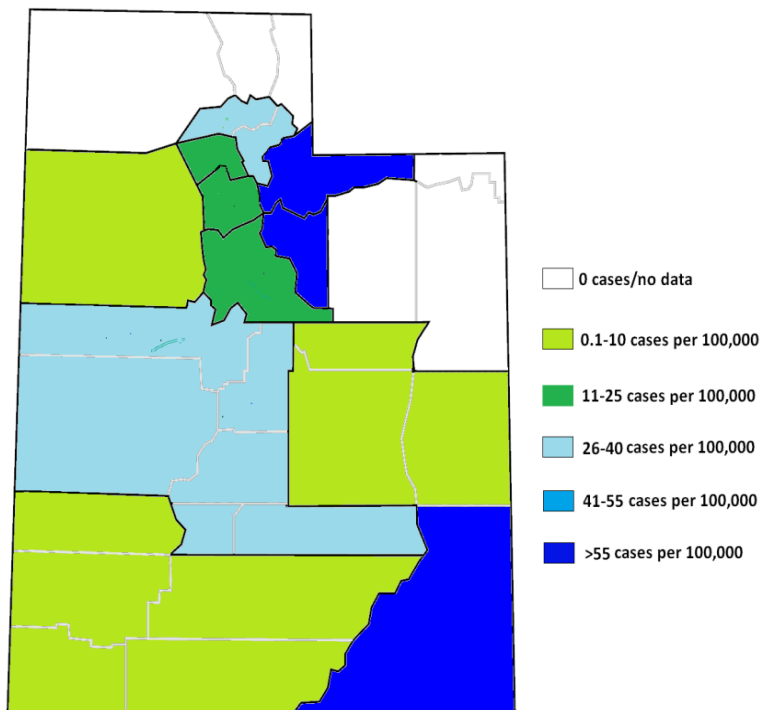 0 cases/no data
0.1-10 cases per 100,000
11-25 cases per 100,000
26-40 cases per 100,000
41-55 cases per 100,000
>55 cases per 100,000